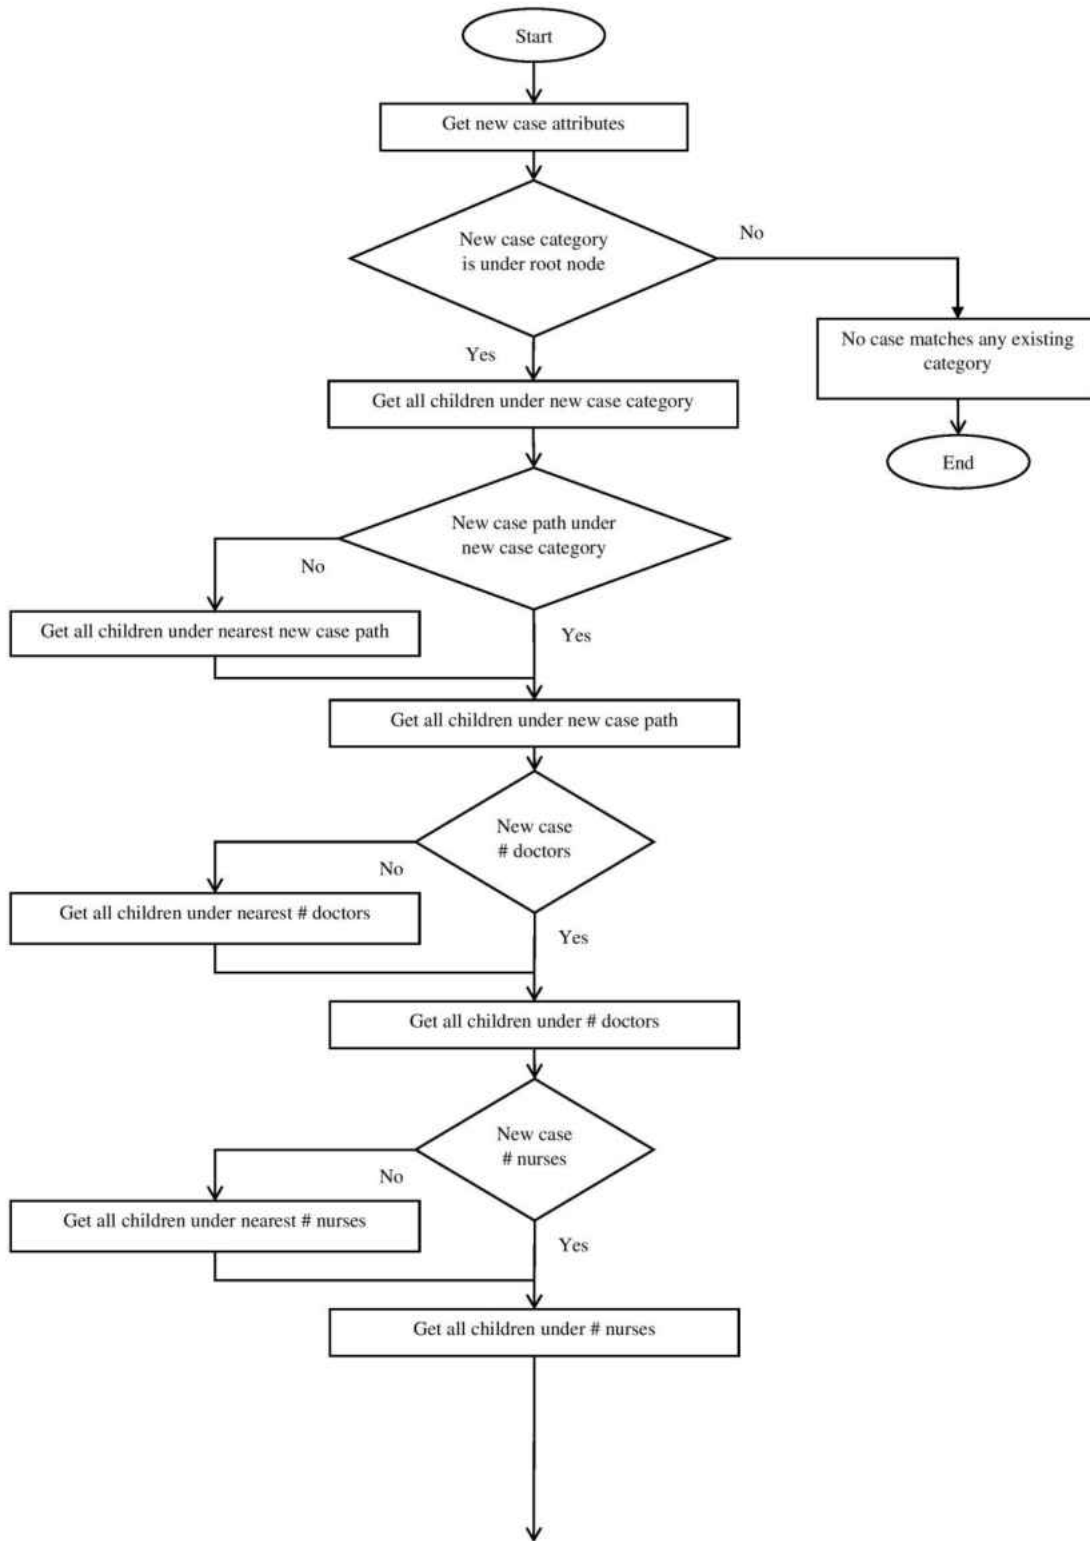 Start
Get new case attributes
New case category
is under root node
No
No case matches any existing
category
End
Yes
Get all children under new case category
New case path under
new case category
No
Get all children under nearest new case path
Yes
Get all children under new case path
New case
# doctors
No
Get all children under nearest # doctors
Yes
Get all children under # doctors
New case
# nurses
No
Get all children under nearest # nurses
Yes
Get all children under # nurses